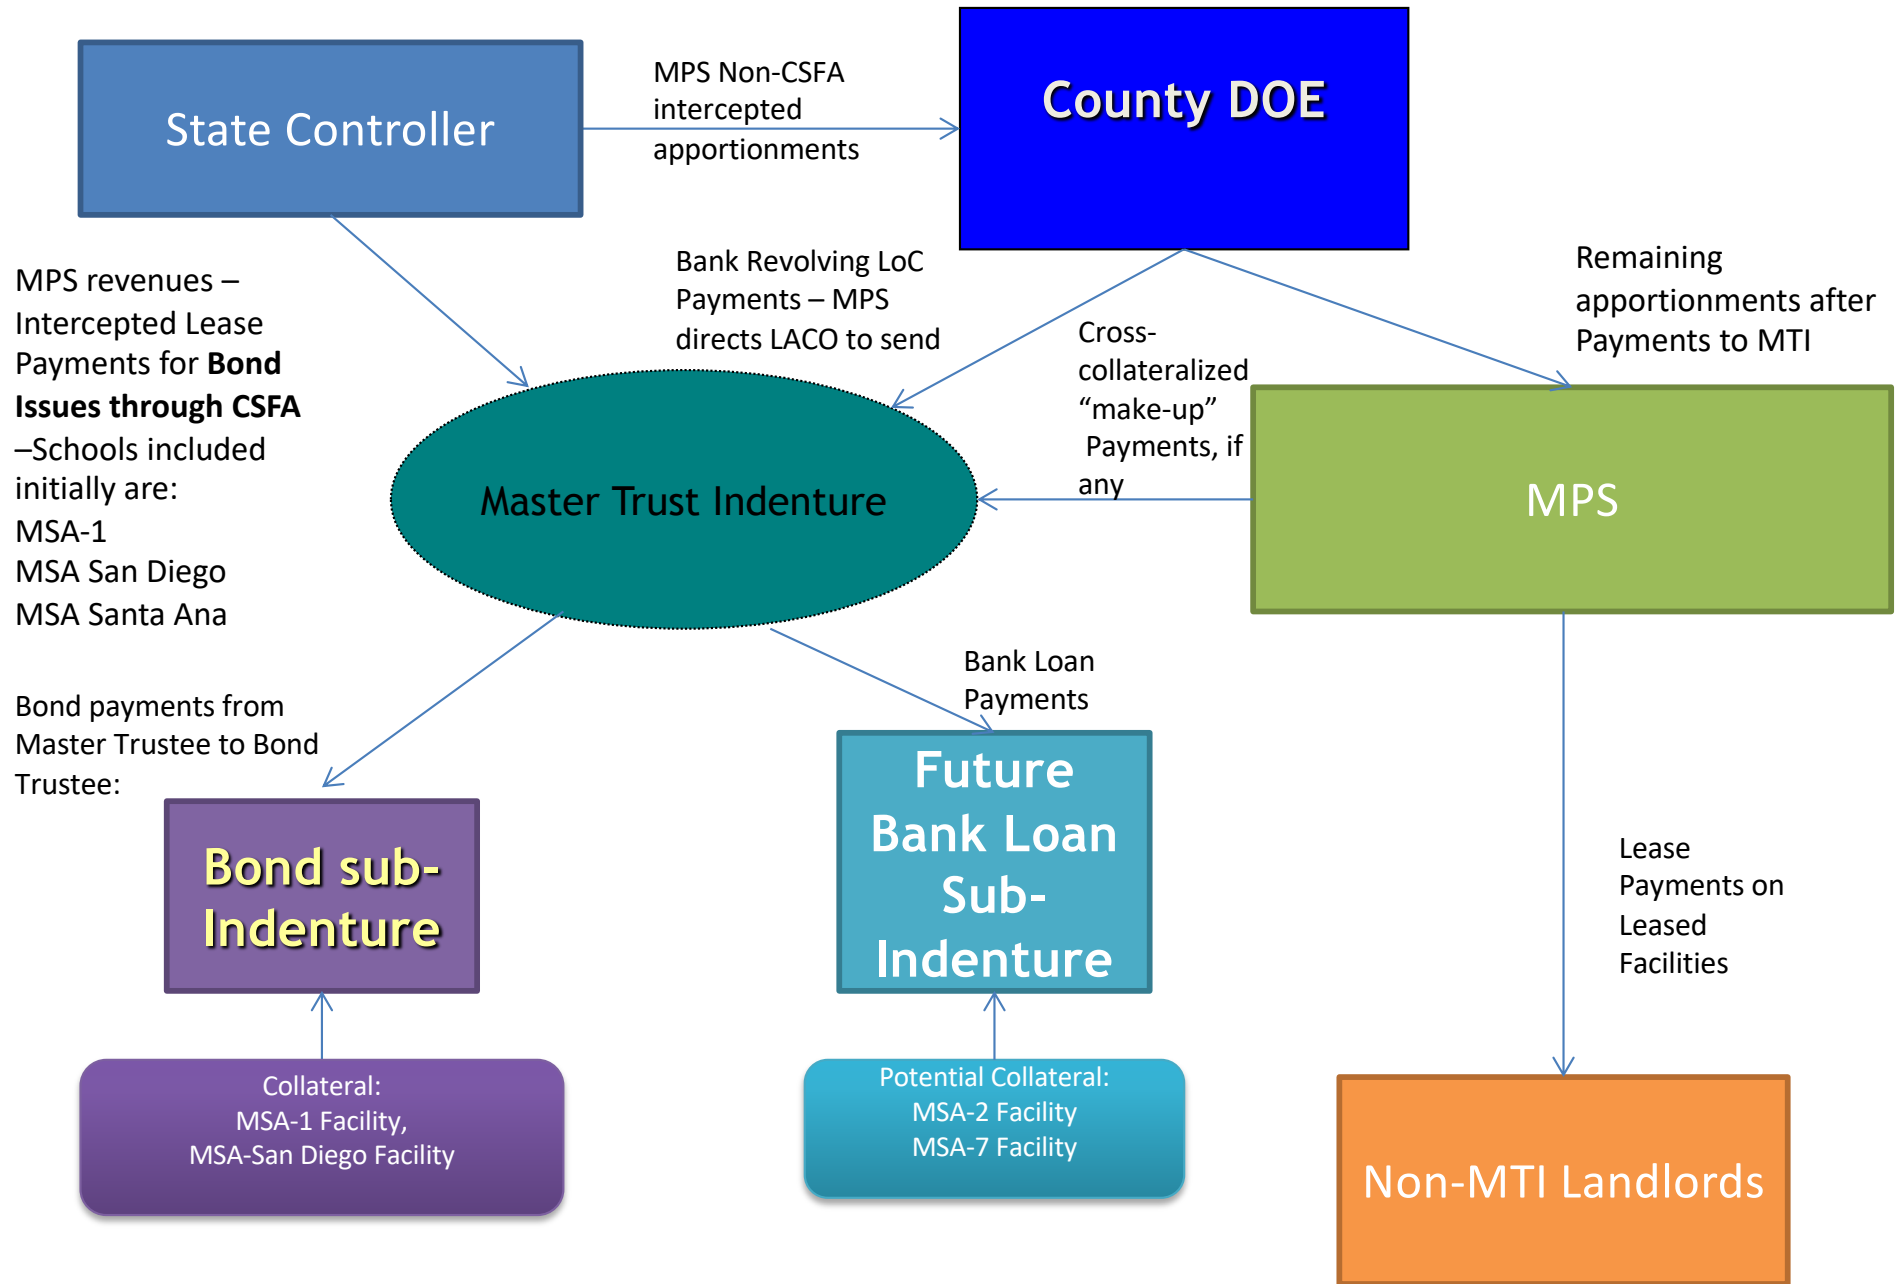 State Controller
MPS Non-CSFA
intercepted
apportionments
County DOE
MPS revenues –
Intercepted Lease
Payments for Bond
Issues through CSFA
–Schools included
initially are:
MSA-1
MSA San Diego
MSA Santa Ana
Bank Revolving LoC
Payments – MPS
directs LACO to send
Cross-
collateralized
“make-up”
Payments, if
any
Remaining
apportionments after
Payments to MTI
Master Trust Indenture
MPS
Bond payments from
Master Trustee to Bond
Trustee:
Bank Loan
Payments
Bond sub-
Indenture
Future
Bank Loan
Sub-
Indenture
Lease
Payments on
Leased
Facilities
Collateral:
MSA-1 Facility,
MSA-San Diego Facility
Potential Collateral:
MSA-2 Facility
MSA-7 Facility
Non-MTI Landlords